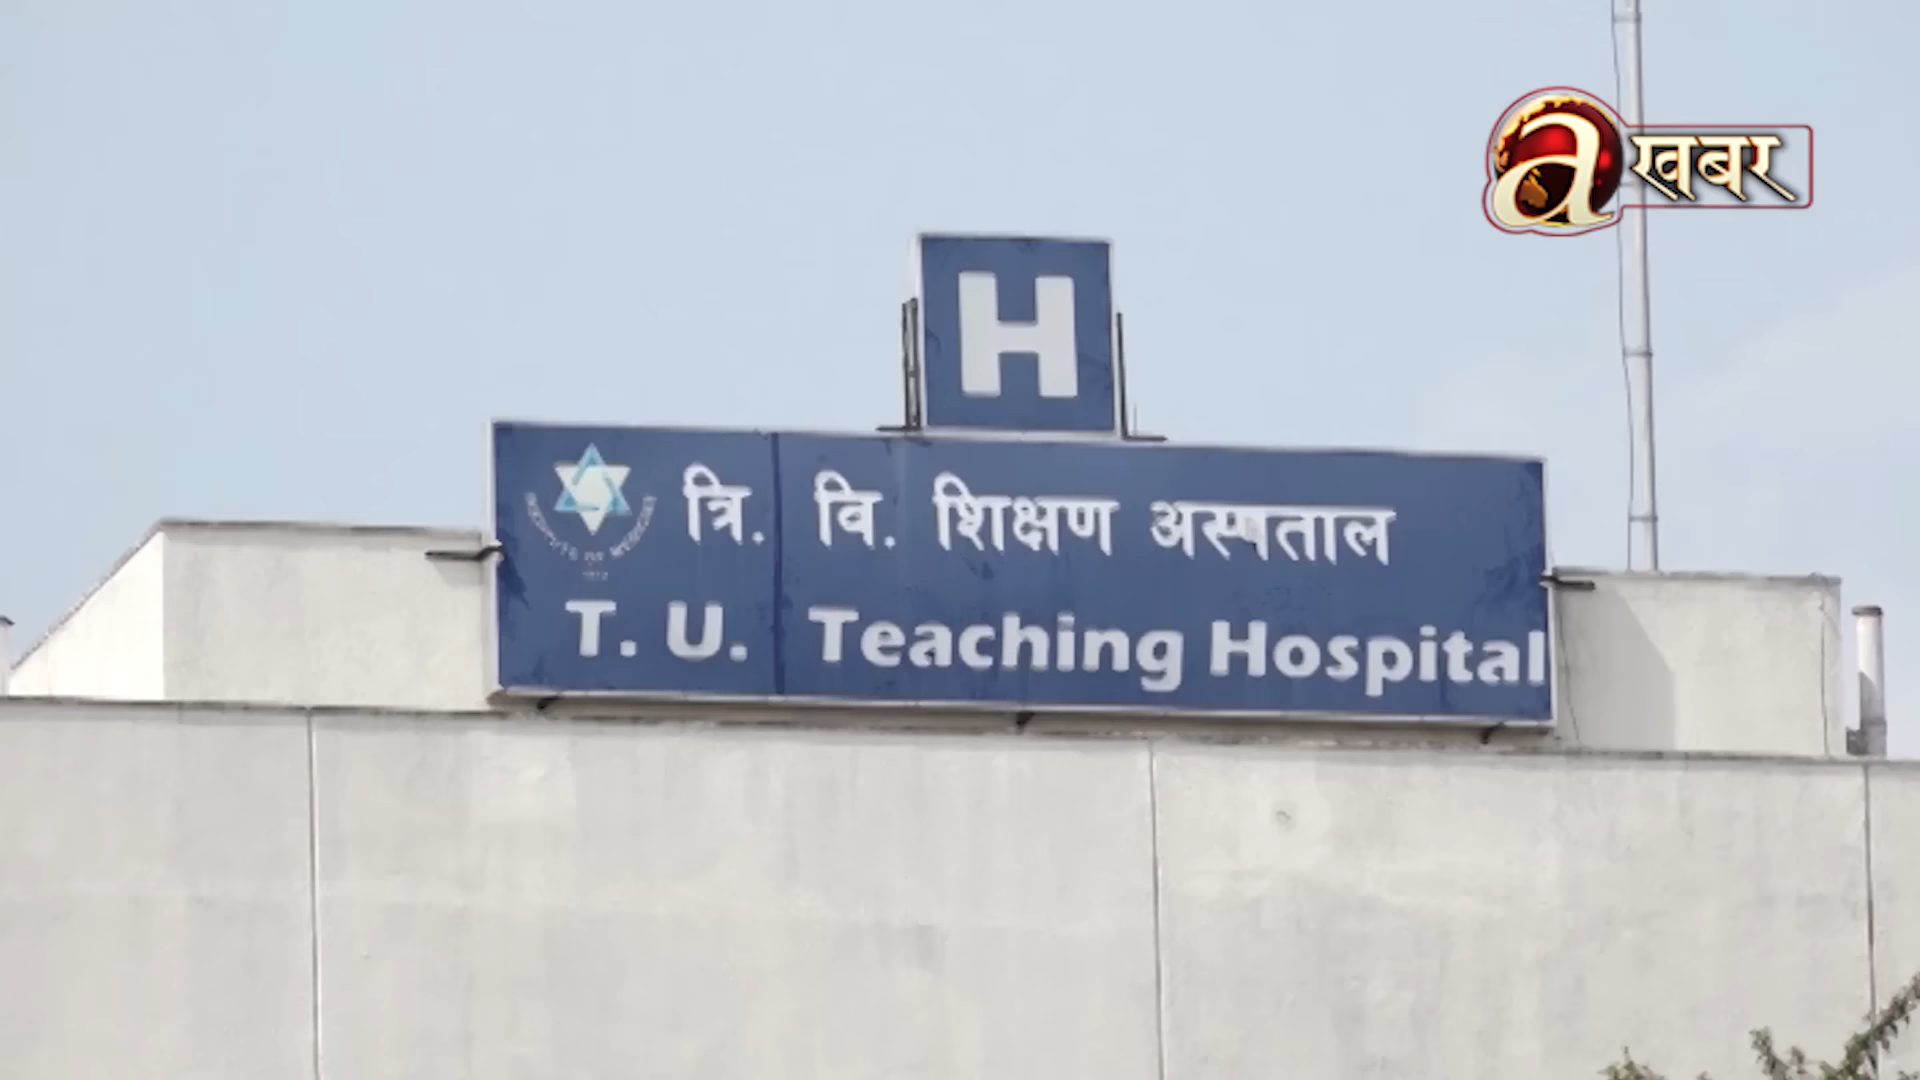 a खबर
H
त्रि. वि. शिक्षण अस्पताल
T. U. Teaching Hospital